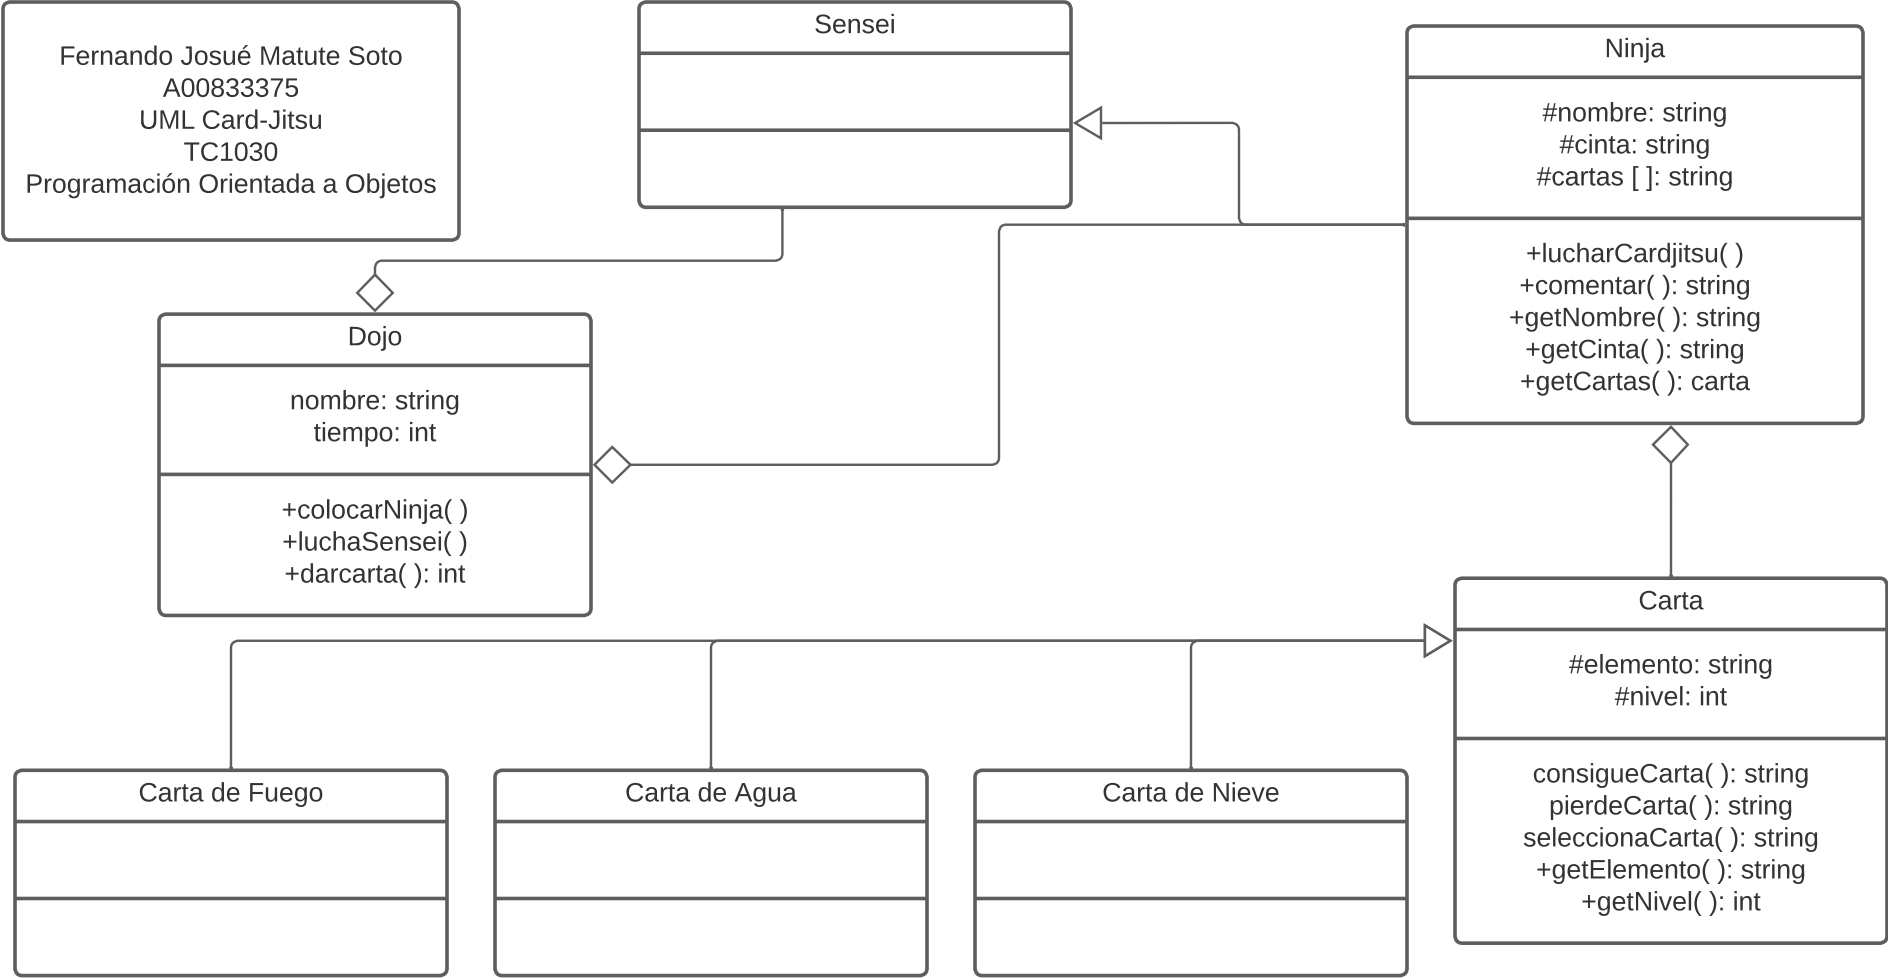 Fernando Josué Matute Soto
A00833375
UML Card-Jitsu
TC1030
Programación Orientada a Objetos
Sensei
Ninja
#nombre: string
#cinta: string
#cartas [ ]: string
+lucharCardjitsu( )
+comentar( ): string
+getNombre( ): string
+getCinta( ): string
+getCartas( ): carta
Dojo
nombre: string
tiempo: int
+colocarNinja( )
+luchaSensei( )
+darcarta( ): int
Carta
#elemento: string
#nivel: int
consigueCarta( ): string
pierdeCarta( ): string
seleccionaCarta( ): string
+getElemento( ): string
+getNivel( ): int
Carta de Fuego
Carta de Agua
Carta de Nieve